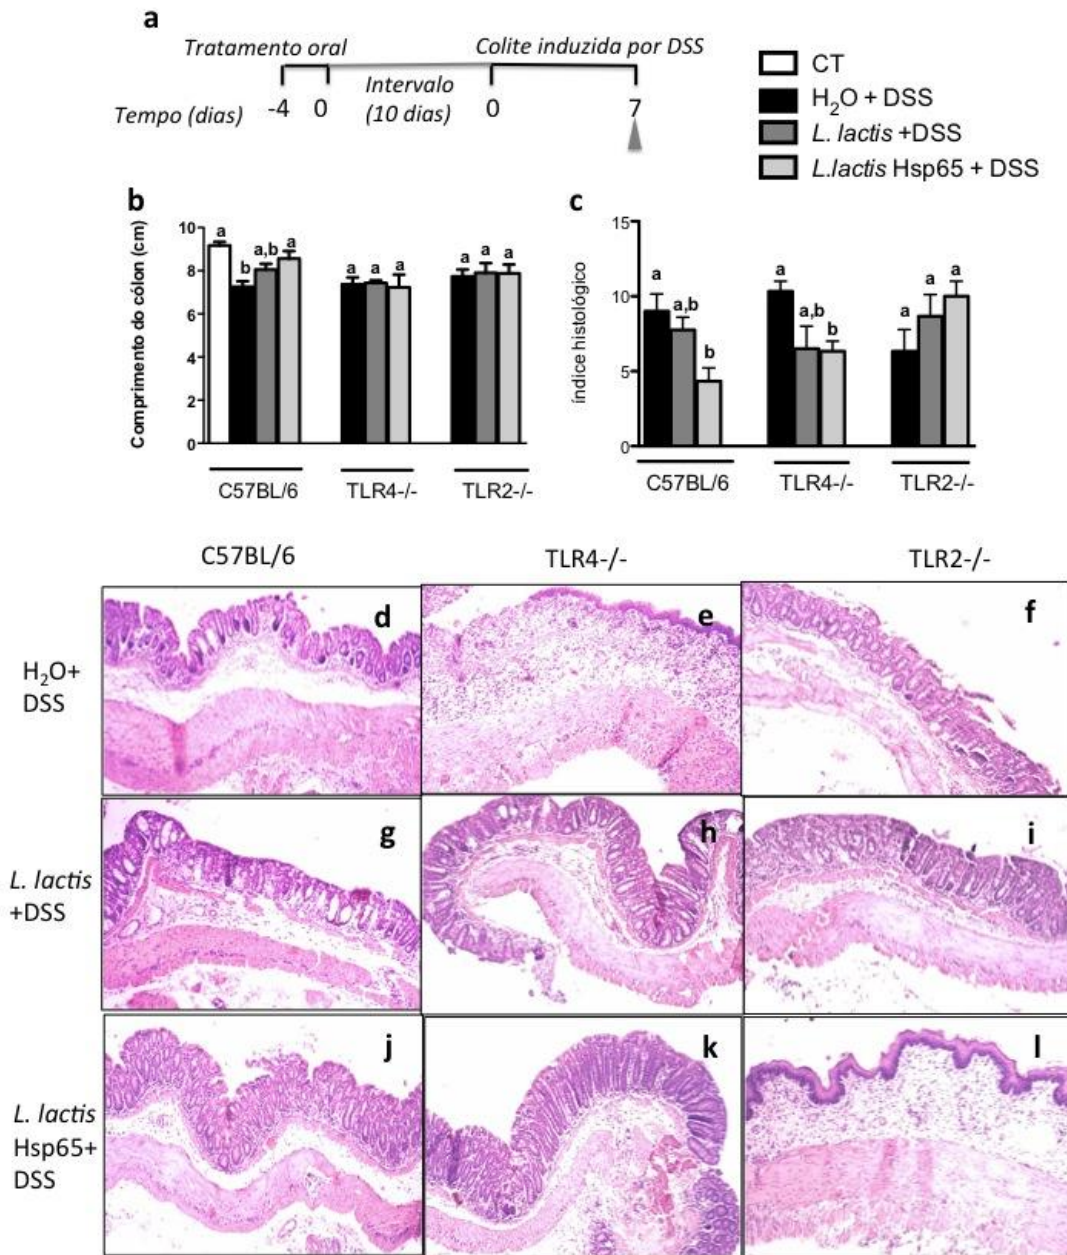 a
Tratamento oral
Colite induzida por DSS
Intervalo
(10 dias)
Tempo (dias)
-4
0
0
7
CT
H₂O + DSS
L. lactis +DSS
L.lactis Hsp65 + DSS
b
Comprimento do cólon (cm)
10
8
6
4
2
0
a
b
a,b
a
a
a
a
a
a
a
C57BL/6
TLR4-/-
TLR2-/-
c
índice histológico
15
10
5
0
a
a,b
b
a
a,b
b
a
a
a
C57BL/6
TLR4-/-
TLR2-/-
C57BL/6
TLR4-/-
TLR2-/-
H₂O+
DSS
d
e
f
L. lactis
+DSS
g
h
i
L. lactis
Hsp65+
DSS
j
k
l